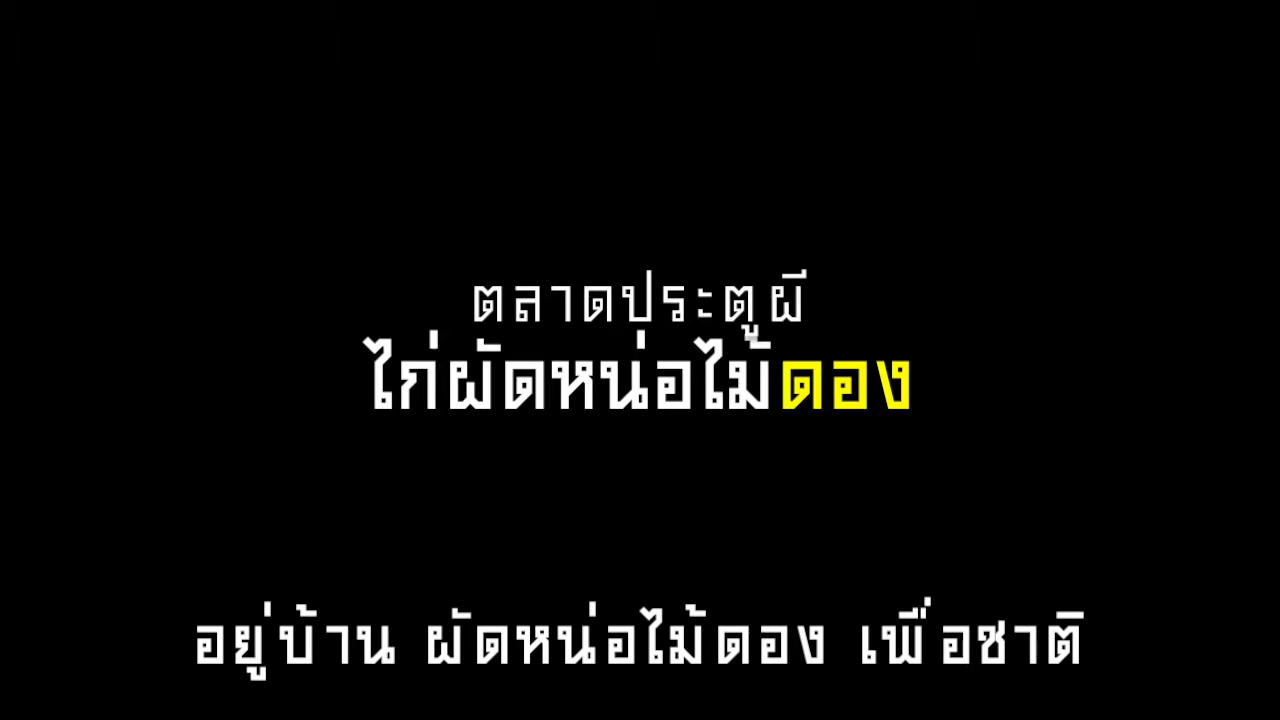 ตลาดประตูผี
ไก่ผัดหน่อไม้ดอง
อยู่บ้าน ผัดหน่อไม้ดอง เพื่อชาติ